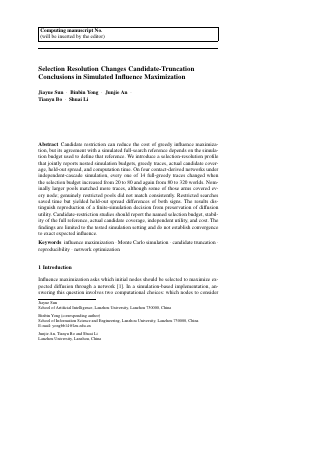 Computing manuscript No.
(will be inserted by the editor)
Selection Resolution Changes Candidate-Truncation
Conclusions in Simulated Influence Maximization
Jiayue Sun · Binbin Yong · Junjie An ·
Tianyu Bo · Shuai Li
Abstract Candidate restriction can reduce the cost of greedy influence maximiza-
tion, but its agreement with a simulated full-search reference depends on the simula-
tion budget used to define that reference. We introduce a selection-resolution profile
that jointly reports tested simulation budgets, greedy traces, actual candidate cover-
age, held-out spread, and computation time. On four contact-derived networks under
independent-cascade simulation, every one of 14 full-greedy traces changed when
the selection budget increased from 20 to 80 and again from 80 to 320 worlds. Nom-
inally larger pools matched more traces, although some of those covered ev-
ery node; genuinely restricted pools did not match consistently. Restricted searches
saved time but yielded held-out spread differences of both signs. The results dis-
tinguish reproduction of a finite-simulation decision from preservation of diffusion
utility. Candidate-restriction studies should report the named selection budget, stabil-
ity of the full reference, actual candidate coverage, independent utility, and cost. The
findings are limited to the tested simulation setting and do not establish convergence
to exact expected influence.
Keywords influence maximization · Monte Carlo simulation · candidate truncation ·
reproducibility · network optimization
1 Introduction
Influence maximization asks which initial nodes should be selected to maximize ex-
pected diffusion through a network [1]. In a simulation-based implementation, an-
swering this question involves two computational choices: which nodes to consider
Jiayue Sun
School of Artificial Intelligence, Lanzhou University, Lanzhou 730000, China
Binbin Yong (corresponding author)
School of Information Science and Engineering, Lanzhou University, Lanzhou 730000, China
E-mail: yongbb14@lzu.edu.cn
Junjie An, Tianyu Bo and Shuai Li
Lanzhou University, Lanzhou, China